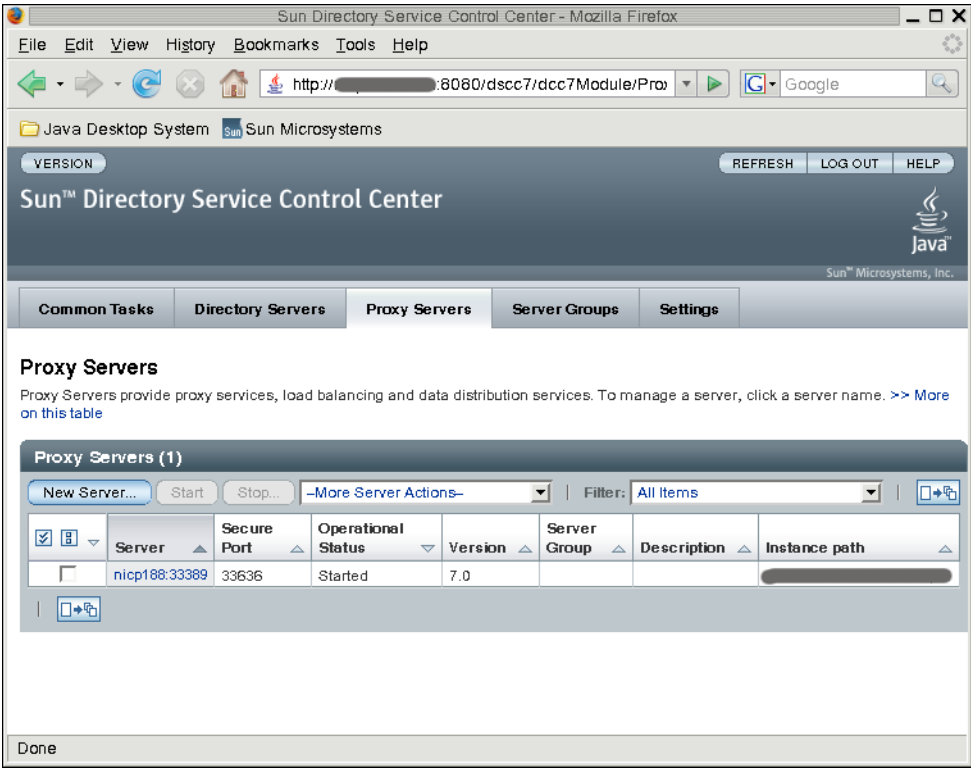 Sun Directory Service Control Center - Mozilla Firefox
File Edit View History Bookmarks Tools Help
http:// :8080/dscc7/dcc7Module/Prox G Google
Java Desktop System Sun Sun Microsystems
VERSION REFRESH LOG OUT HELP
Sun™ Directory Service Control Center
Java™
Sun™ Microsystems, Inc.
Common Tasks Directory Servers Proxy Servers Server Groups Settings
Proxy Servers
Proxy Servers provide proxy services, load balancing and data distribution services. To manage a server, click a server name. >> More
on this table
Proxy Servers (1)
New Server... Start Stop... –More Server Actions– | Filter: All Items |
Server Secure Port Operational Status Version Server Group Description Instance path
nicp188:33389 33636 Started 7.0
|
Done